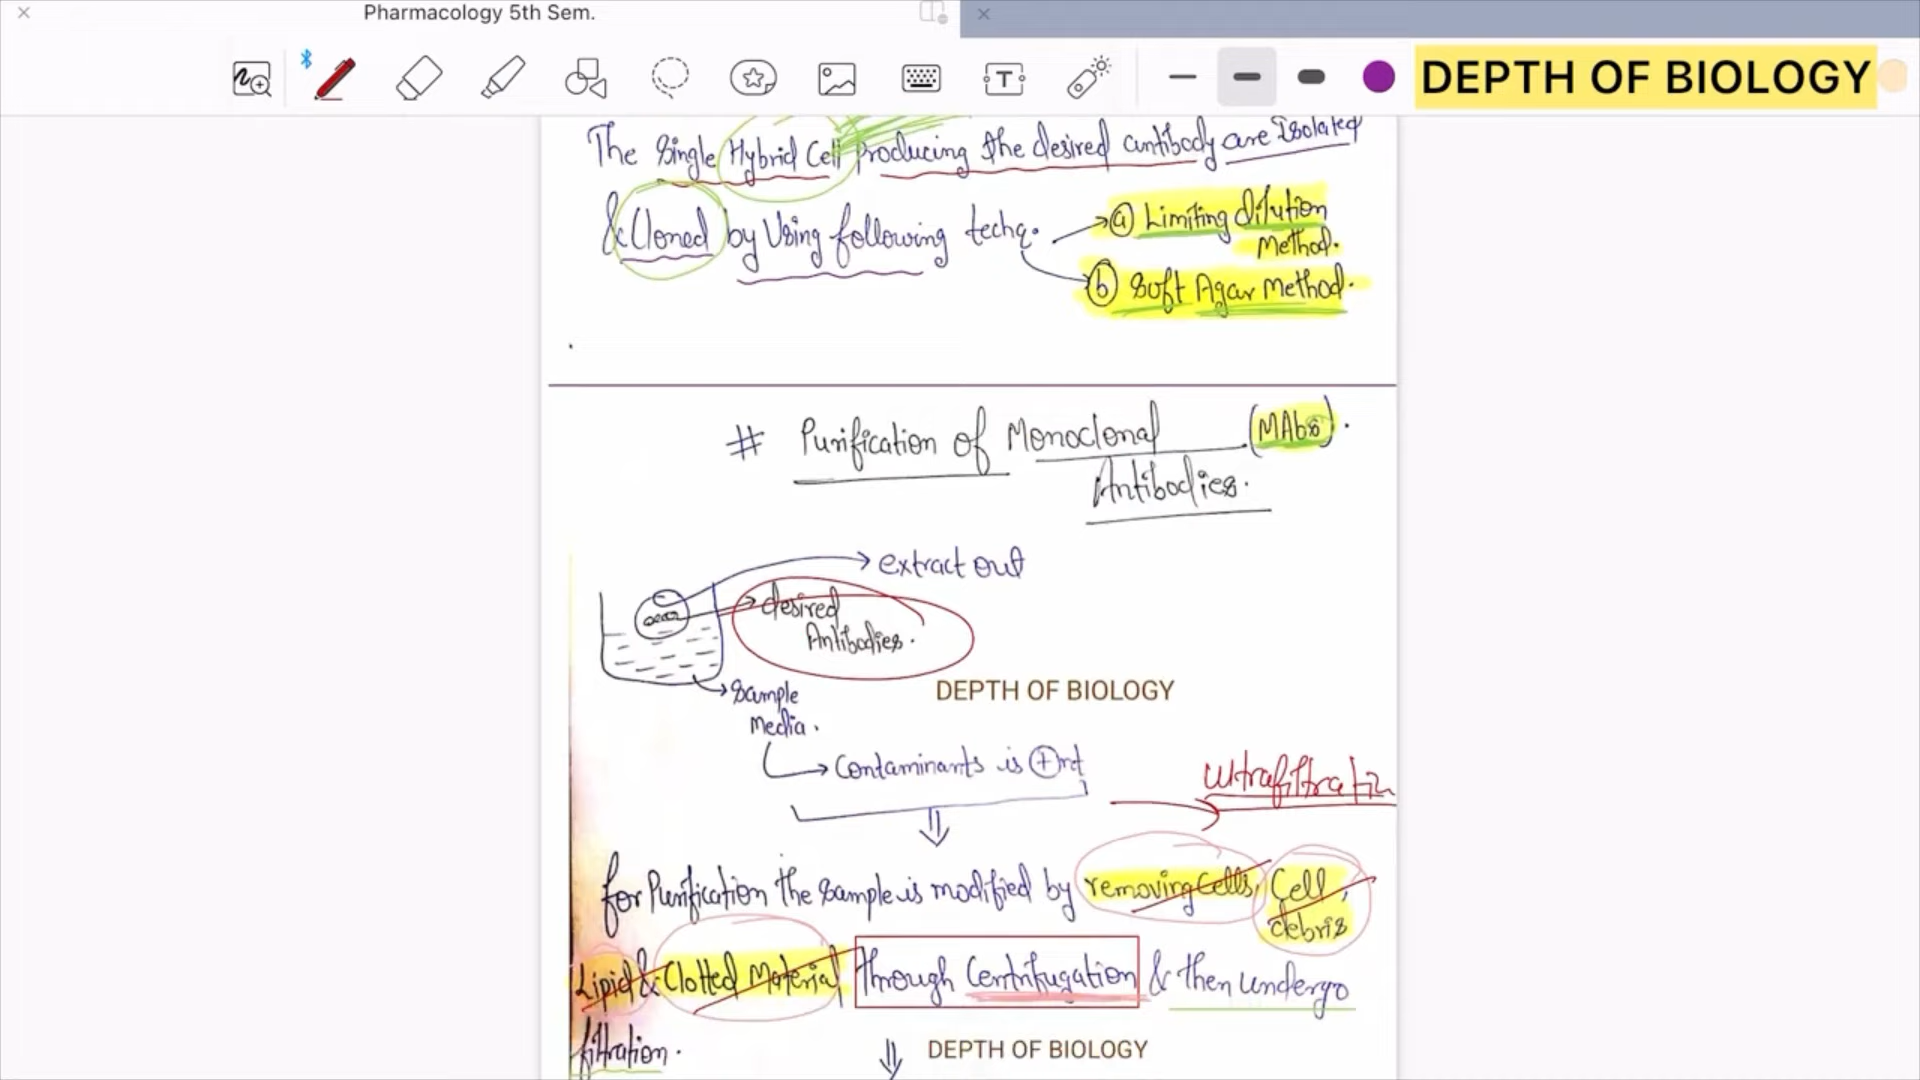 Pharmacology 5th Sem.
DEPTH OF BIOLOGY
The Single Hybrid Cell producing the desired antibody are Isolated
& Cloned by Using following techq.
(a) Limiting dilution
Method.
(b) Soft Agar Method.
# Purification of Monoclonal (MAbs).
Antibodies.
extract out
desired
Antibodies.
Sample
Media.
DEPTH OF BIOLOGY
Contaminants is ⊕nt
Ultrafiltratin
for Purification the Sample is modified by removing Cells, Cell,
debris
Lipid & Clotted Material through Centrifugation & then undergo
filtration.
DEPTH OF BIOLOGY